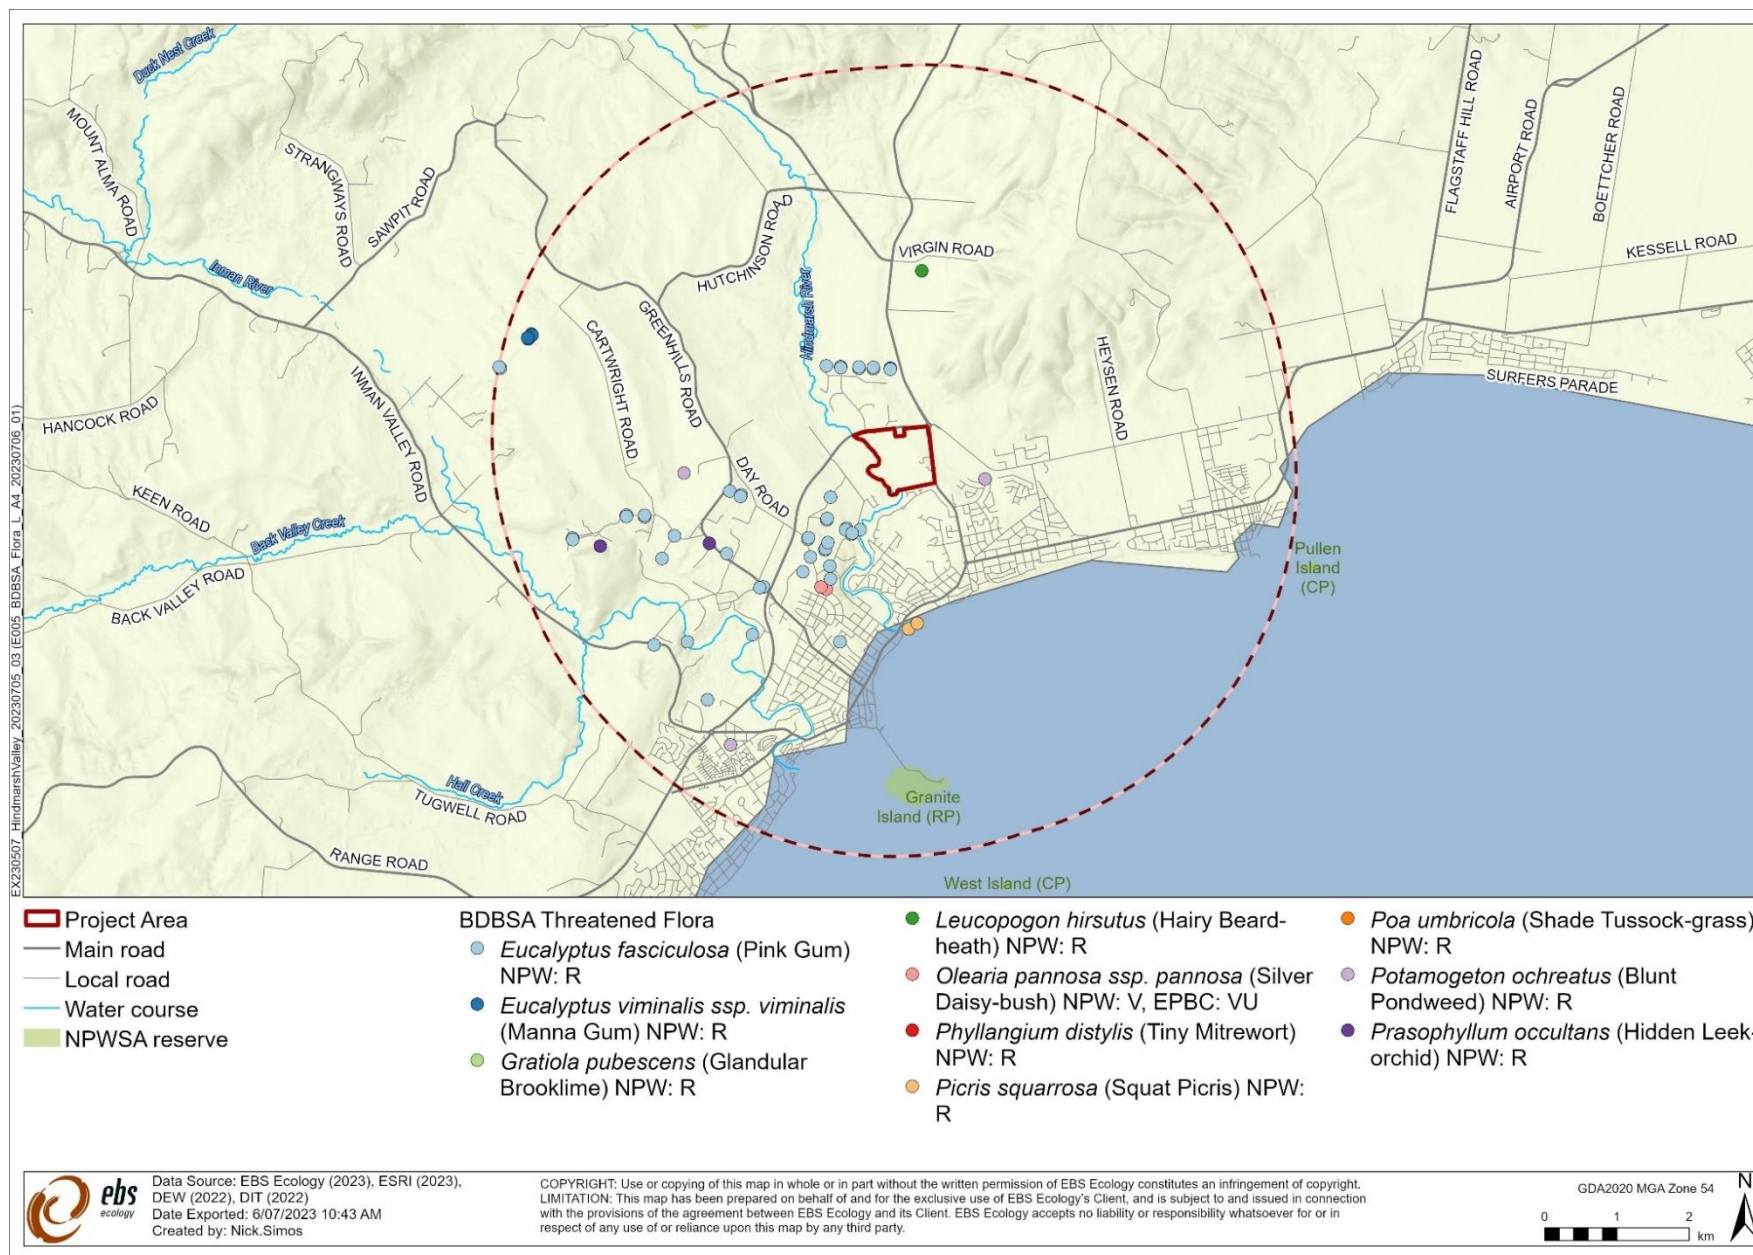 Duck Nest Creek
MOUNT ALMA ROAD
STRANGWAYS ROAD
SAWPIT ROAD
Inman River
HUTCHINSON ROAD
VIRGIN ROAD
Hindmarsh River
FLAGSTAFF HILL ROAD
AIRPORT ROAD
BOETTCHER ROAD
KESSELL ROAD
GREENHILLS ROAD
CARTWRIGHT ROAD
HEYSEN ROAD
INMAN VALLEY ROAD
SURFERS PARADE
HANCOCK ROAD
KEEN ROAD
DAY ROAD
Back Valley Creek
BACK VALLEY ROAD
Pullen
Island
(CP)
Hall Creek
TUGWELL ROAD
Granite
Island (RP)
RANGE ROAD
West Island (CP)
EX230507_HindmarshValley_20230705_03 (E005_BDBSA_Flora_L_A4_20230706_01)
Project Area
Main road
Local road
Water course
NPWSA reserve
BDBSA Threatened Flora
Eucalyptus fasciculosa (Pink Gum)
NPW: R
Eucalyptus viminalis ssp. viminalis
(Manna Gum) NPW: R
Gratiola pubescens (Glandular
Brooklime) NPW: R
Leucopogon hirsutus (Hairy Beard-
heath) NPW: R
Olearia pannosa ssp. pannosa (Silver
Daisy-bush) NPW: V, EPBC: VU
Phyllangium distylis (Tiny Mitrewort)
NPW: R
Picris squarrosa (Squat Picris) NPW:
R
Poa umbricola (Shade Tussock-grass)
NPW: R
Potamogeton ochreatus (Blunt
Pondweed) NPW: R
Prasophyllum occultans (Hidden Leek-
orchid) NPW: R
ebs
ecology
Data Source: EBS Ecology (2023), ESRI (2023),
DEW (2022), DIT (2022)
Date Exported: 6/07/2023 10:43 AM
Created by: Nick.Simos
COPYRIGHT: Use or copying of this map in whole or in part without the written permission of EBS Ecology constitutes an infringement of copyright.
LIMITATION: This map has been prepared on behalf of and for the exclusive use of EBS Ecology's Client, and is subject to and issued in connection
with the provisions of the agreement between EBS Ecology and its Client. EBS Ecology accepts no liability or responsibility whatsoever for or in
respect of any use of or reliance upon this map by any third party.
GDA2020 MGA Zone 54
N
0 1 2
km